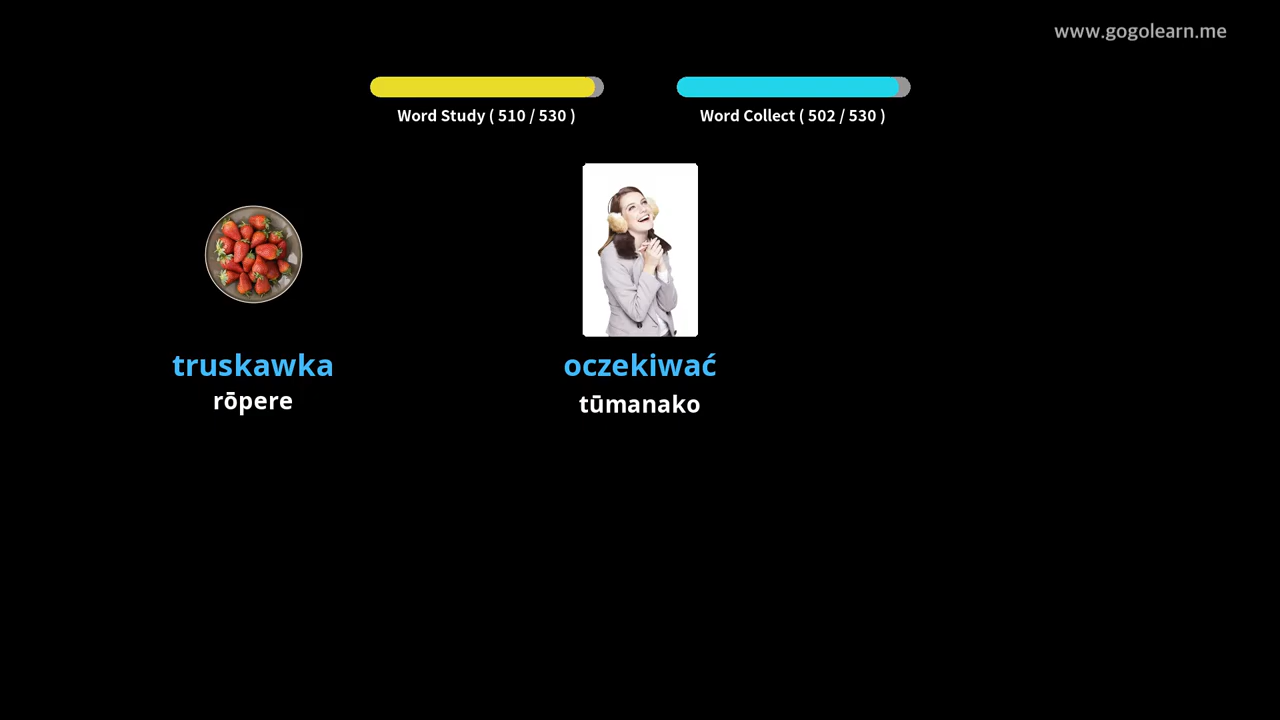 www.gogolearn.me
Word Study ( 510 / 530 )
Word Collect ( 502 / 530 )
truskawka
rōpere
oczekiwać
tūmanako